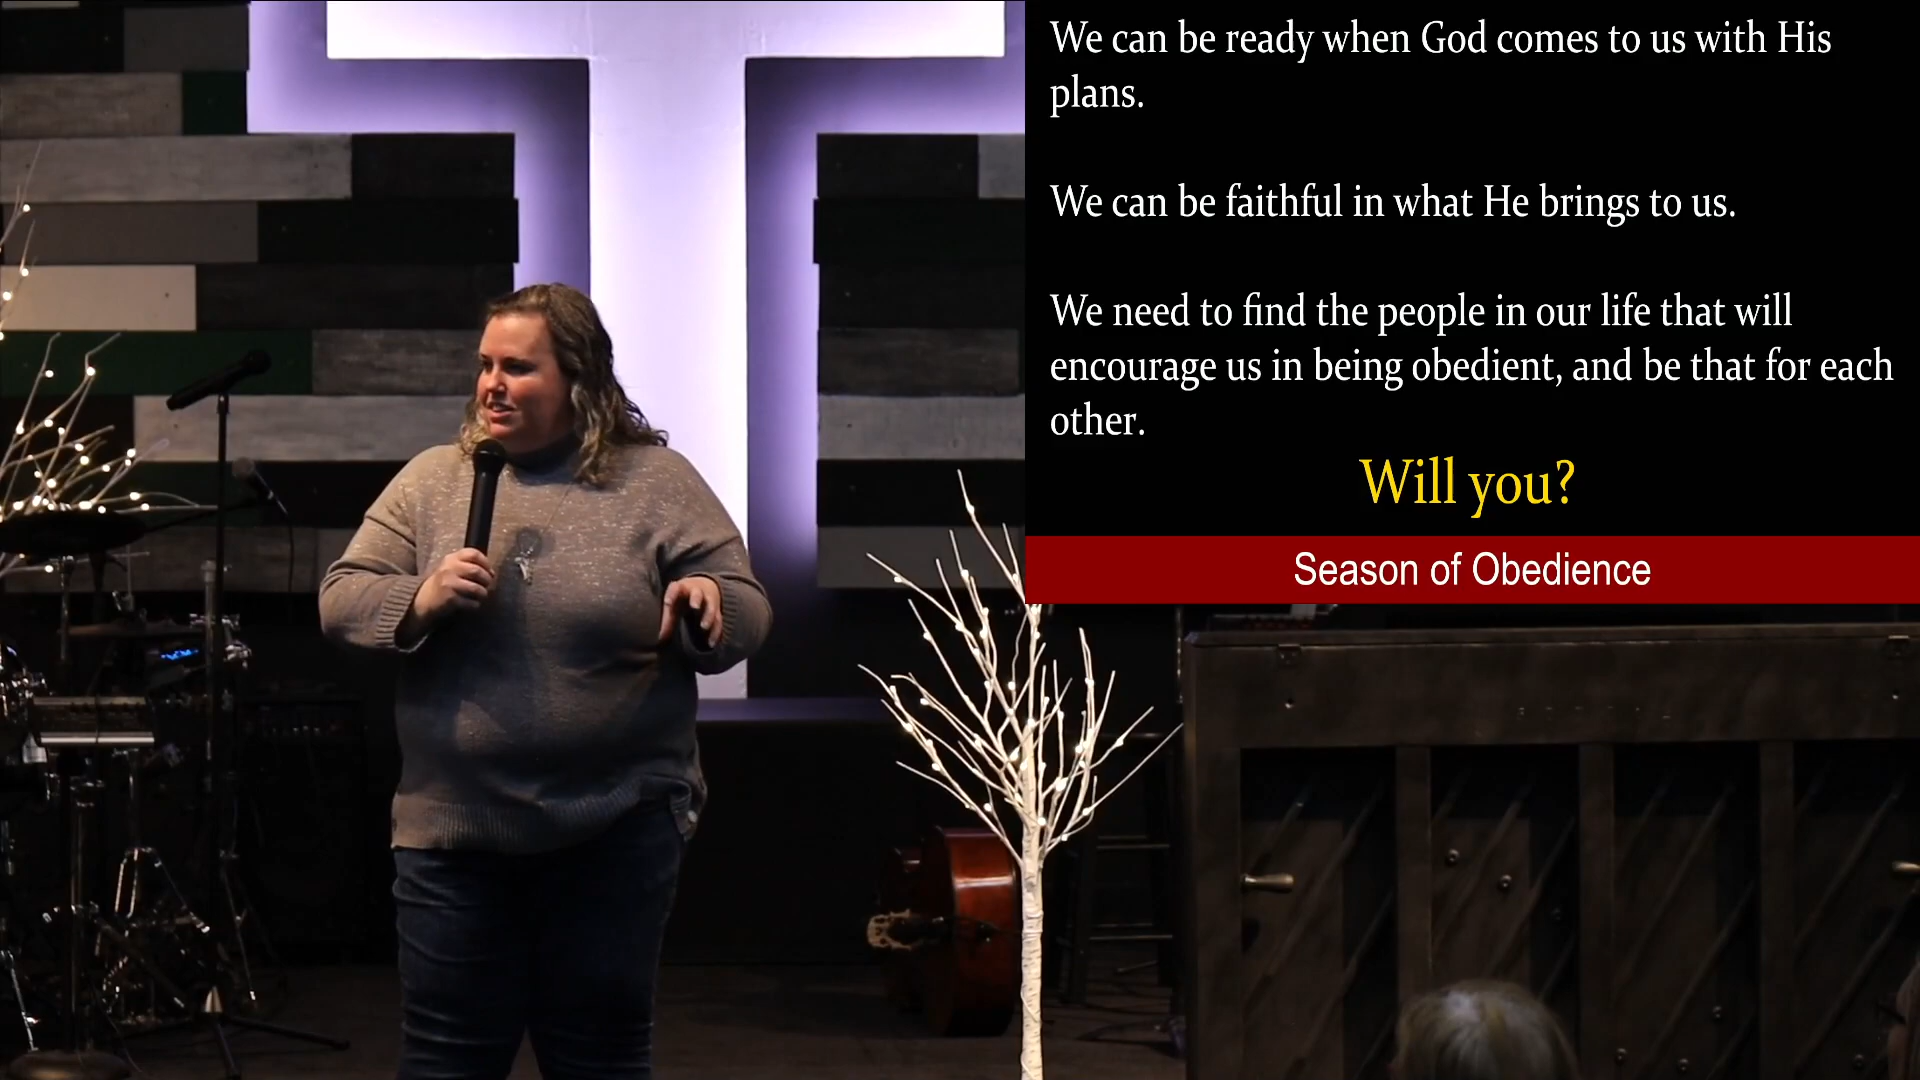 We can be ready when God comes to us with His
plans.
We can be faithful in what He brings to us.
We need to find the people in our life that will
encourage us in being obedient, and be that for each
other.
Will you?
Season of Obedience